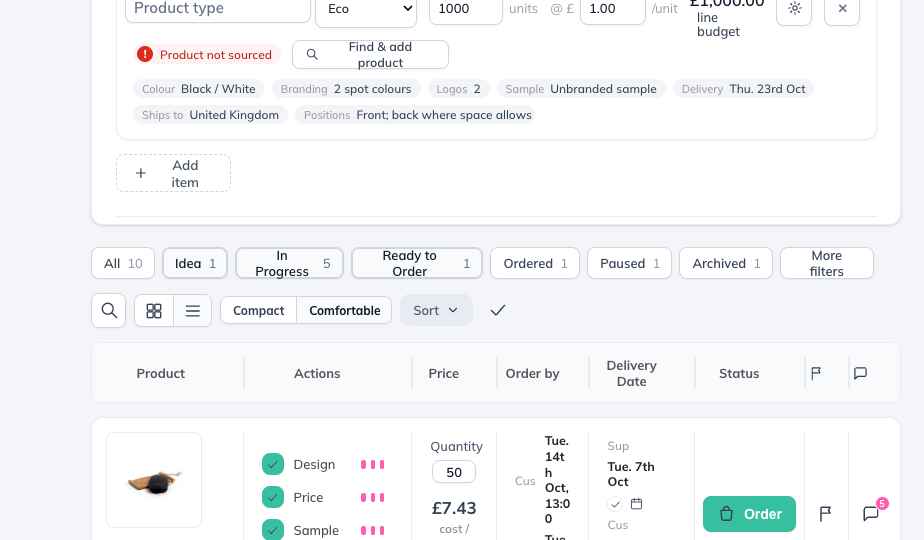 Product type Eco 1000 units @ £ 1.00 /unit £1,000.00
line
budget
Product not sourced
Find & add
product
Colour Black / White Branding 2 spot colours Logos 2 Sample Unbranded sample Delivery Thu. 23rd Oct
Ships to United Kingdom Positions Front; back where space allows
Add
item
All 10 Idea 1 In
Progress 5 Ready to
Order 1 Ordered 1 Paused 1 Archived 1 More
filters
Compact Comfortable Sort
Product Actions Price Order by Delivery
Date Status
Design
Price
Sample
Quantity
50
£7.43
cost /
Cus
Tue.
14t
h
Oct,
13:0
0
Tue.
Sup
Tue. 7th
Oct
Cus
Order
5